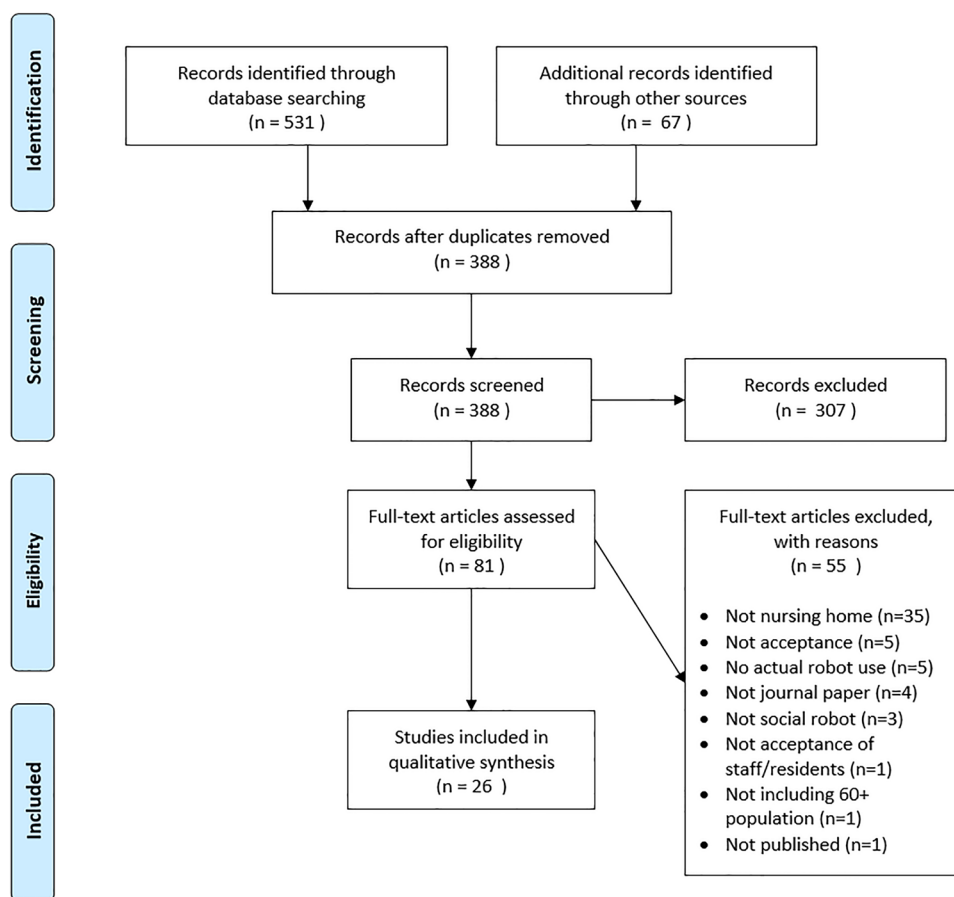 Identification
Records identified through
database searching
(n = 531 )
Additional records identified
through other sources
(n = 67 )
Records after duplicates removed
(n = 388 )
Screening
Records screened
(n = 388 )
Records excluded
(n = 307 )
Eligibility
Full-text articles assessed
for eligibility
(n = 81 )
Full-text articles excluded,
with reasons
(n = 55 )
• Not nursing home (n=35)
• Not acceptance (n=5)
• No actual robot use (n=5)
• Not journal paper (n=4)
• Not social robot (n=3)
• Not acceptance of
staff/residents (n=1)
• Not including 60+
population (n=1)
• Not published (n=1)
Included
Studies included in
qualitative synthesis
(n = 26 )